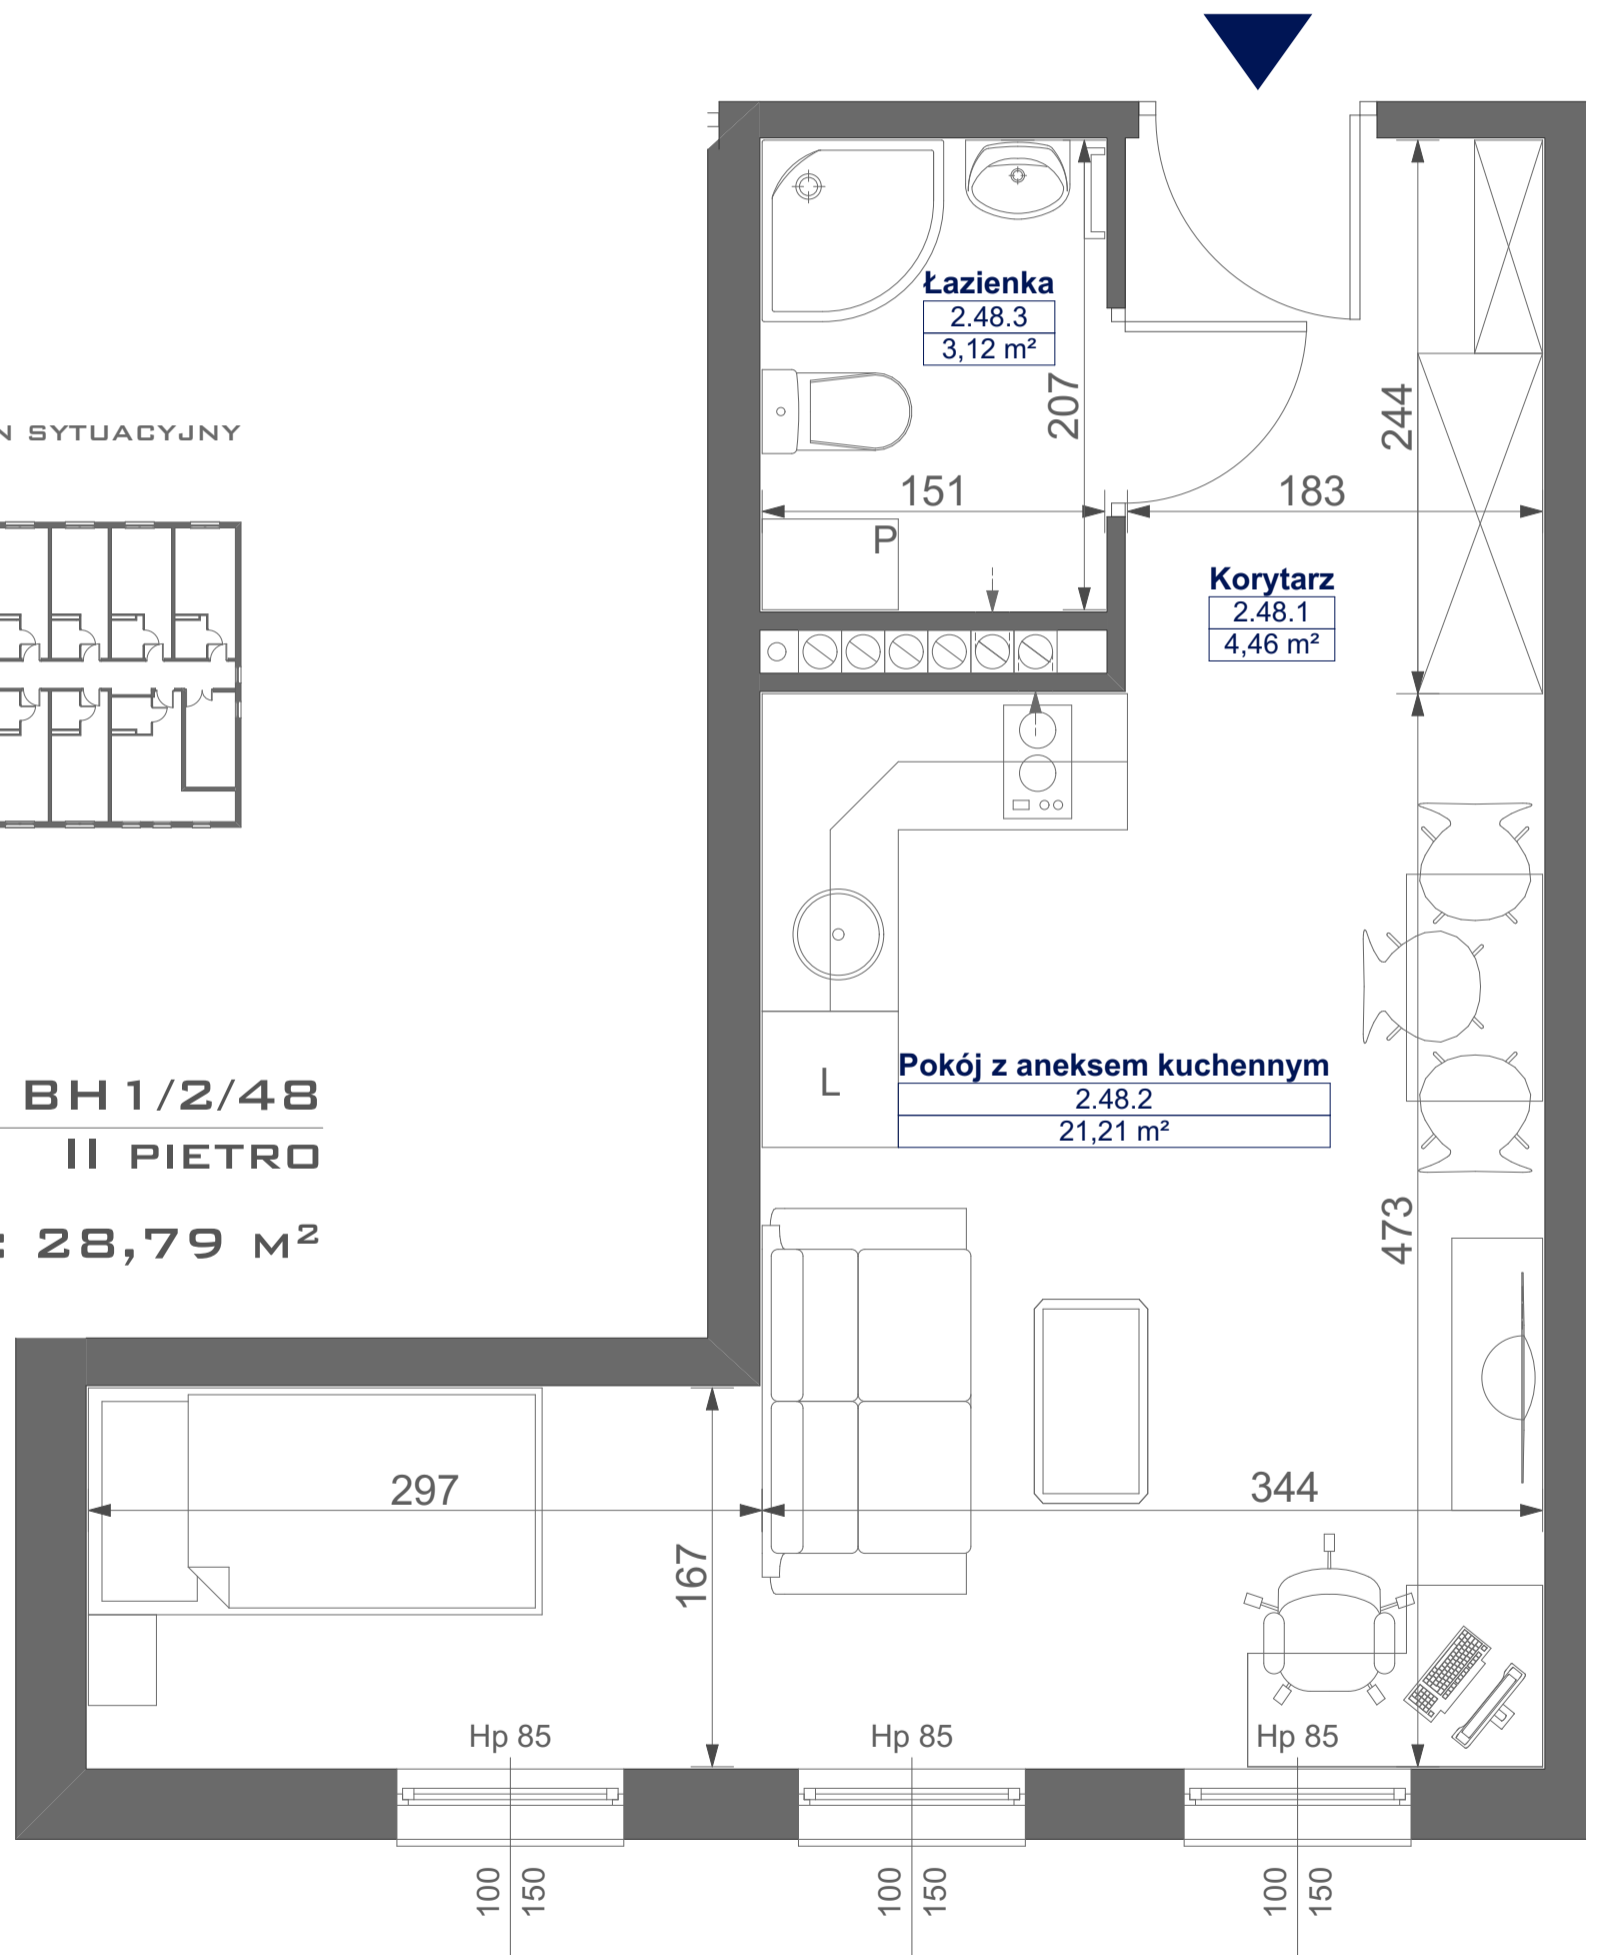 N SYTUACYJNY
BH 1/2/48
II PIETRO
: 28,79 M²
Łazienka
2.48.3
3,12 m²
207
244
151
183
P
Korytarz
2.48.1
4,46 m²
L
Pokój z aneksem kuchennym
2.48.2
21,21 m²
473
297
344
167
Hp 85
Hp 85
Hp 85
100
150
100
150
100
150